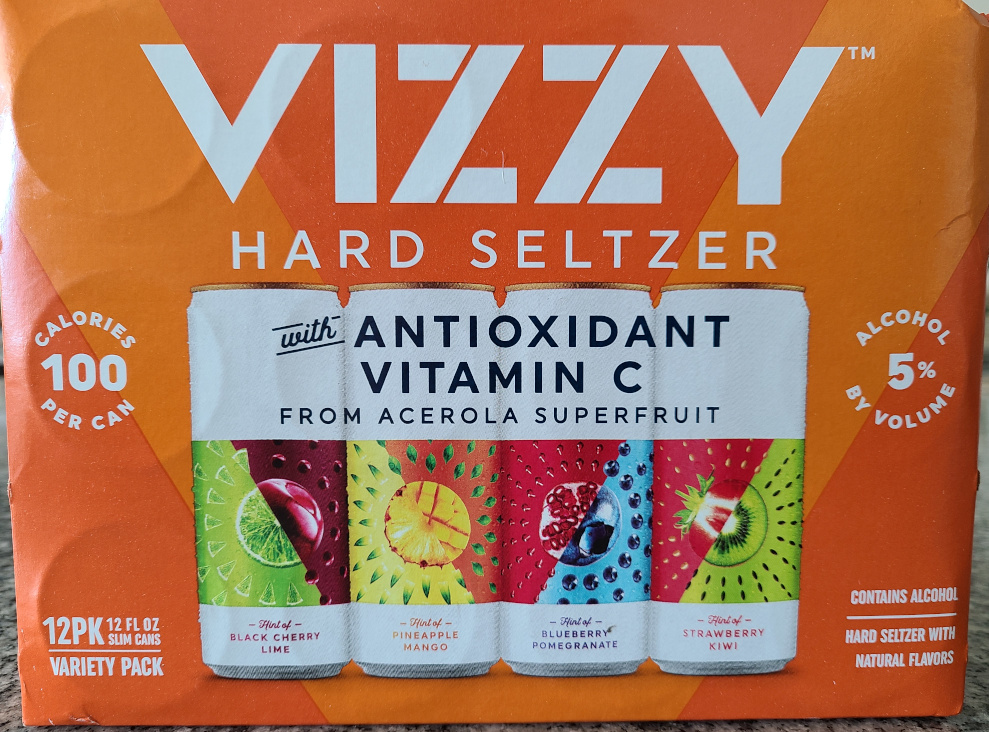 VIZZY™
HARD SELTZER
with ANTIOXIDANT
VITAMIN C
FROM ACEROLA SUPERFRUIT
CALORIES
100
PER CAN
ALCOHOL
5%
BY VOLUME
12PK 12 FL OZ
SLIM CANS
VARIETY PACK
- Hint of -
BLACK CHERRY
LIME
- Hint of -
PINEAPPLE
MANGO
- Hint of -
BLUEBERRY
POMEGRANATE
- Hint of -
STRAWBERRY
KIWI
CONTAINS ALCOHOL
HARD SELTZER WITH
NATURAL FLAVORS